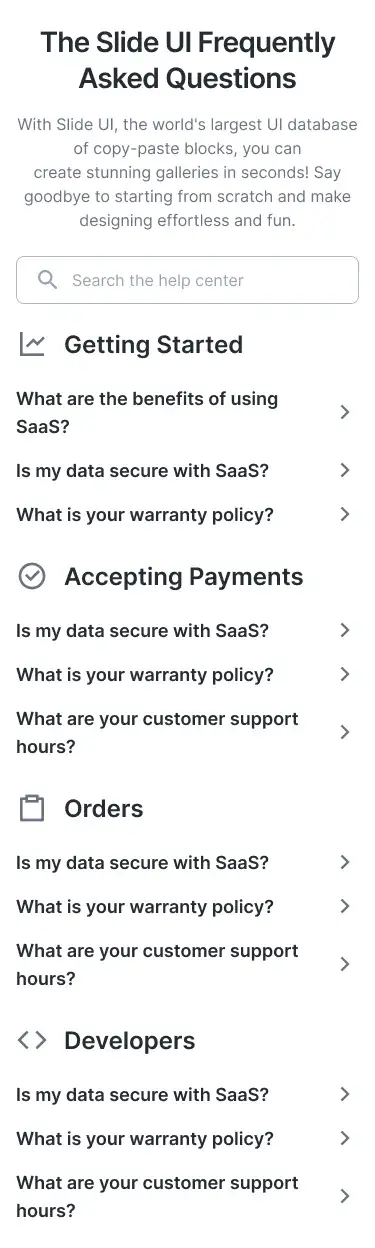 The Slide UI Frequently
Asked Questions
With Slide UI, the world's largest UI database
of copy-paste blocks, you can
create stunning galleries in seconds! Say
goodbye to starting from scratch and make
designing effortless and fun.
Search the help center
Getting Started
What are the benefits of using
SaaS?
Is my data secure with SaaS?
What is your warranty policy?
Accepting Payments
Is my data secure with SaaS?
What is your warranty policy?
What are your customer support
hours?
Orders
Is my data secure with SaaS?
What is your warranty policy?
What are your customer support
hours?
Developers
Is my data secure with SaaS?
What is your warranty policy?
What are your customer support
hours?